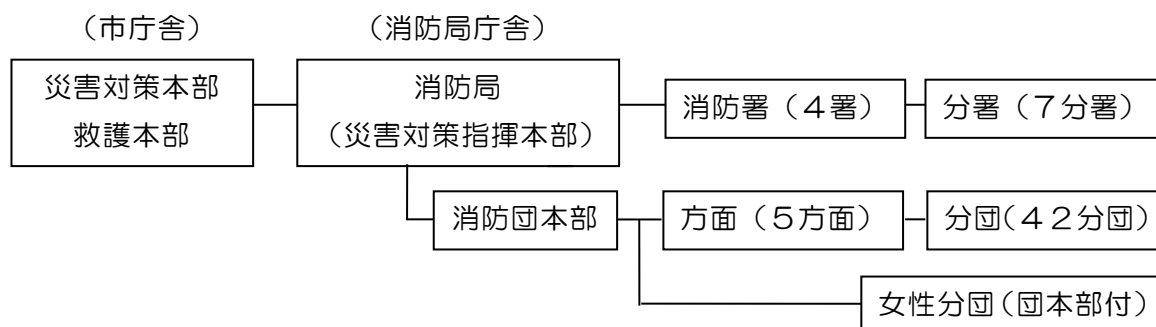 （市庁舎）
（消防局庁舎）
災害対策本部
救護本部
消防局
（災害対策指揮本部）
消防署（４署）
分署（７分署）
消防団本部
方面（５方面）
分団（４２分団）
女性分団（団本部付）